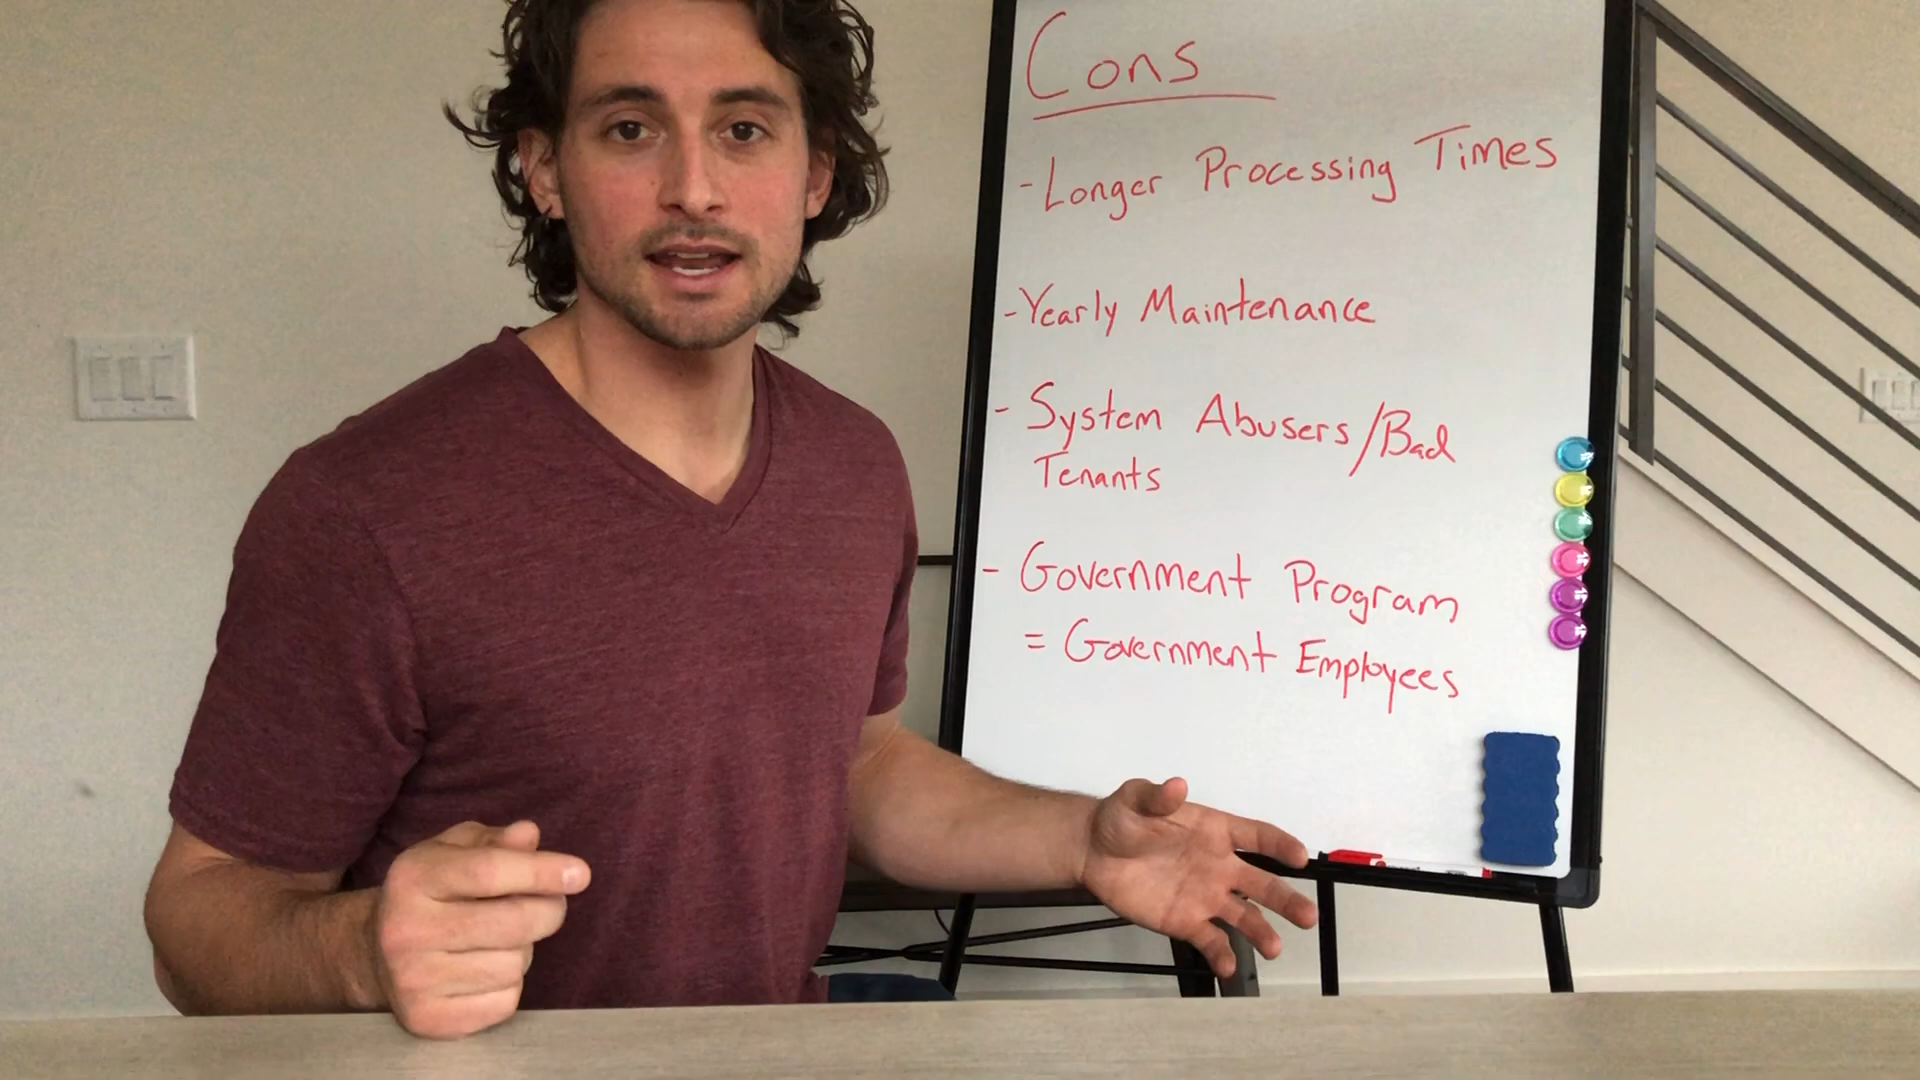 Cons
- Longer Processing Times
- Yearly Maintenance
- System Abusers/Bad
Tenants
- Government Program
= Government Employees